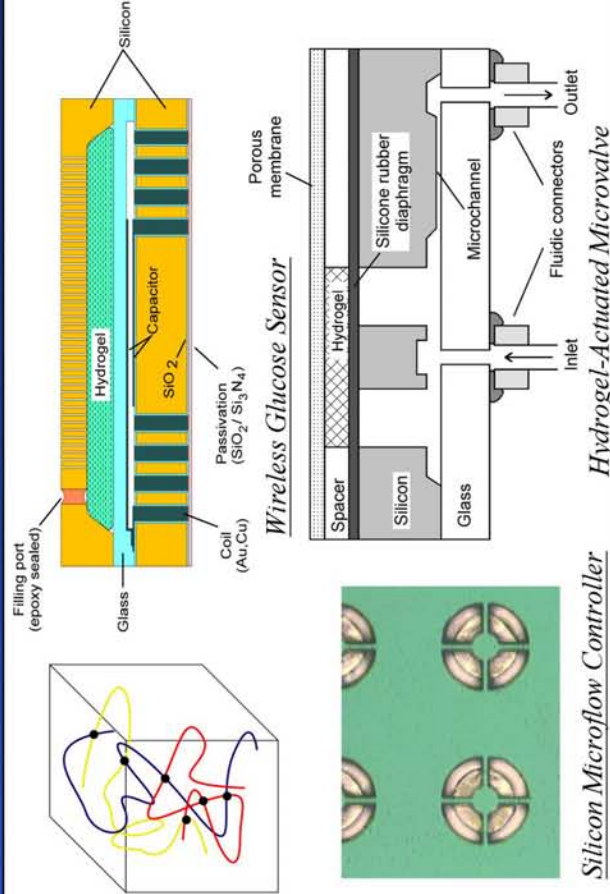 Filling port
(epoxy sealed)
Silicon
Hydrogel
Glass
Capacitor
SiO2
Coil
(Au,Cu)
Passivation
(SiO2/ Si3N4)
Wireless Glucose Sensor
Porous
membrane
Spacer
Hydrogel
Silicone rubber
diaphragm
Silicon
Microchannel
Glass
Inlet
Fluidic connectors
Outlet
Silicon Microflow Controller
Hydrogel-Actuated Microvalve